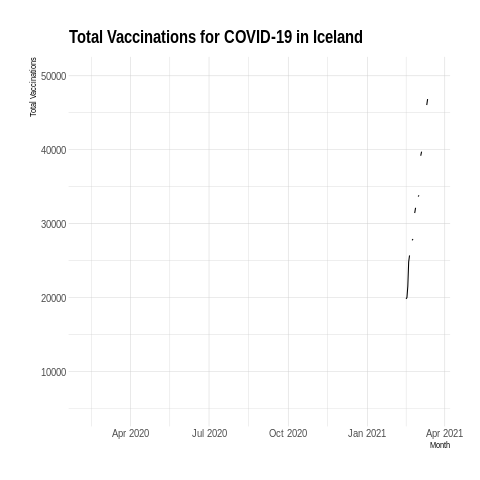 Total Vaccinations for COVID-19 in Iceland
Total Vaccinations
50000
40000
30000
20000
10000
Apr 2020 Jul 2020 Oct 2020 Jan 2021 Apr 2021
Month